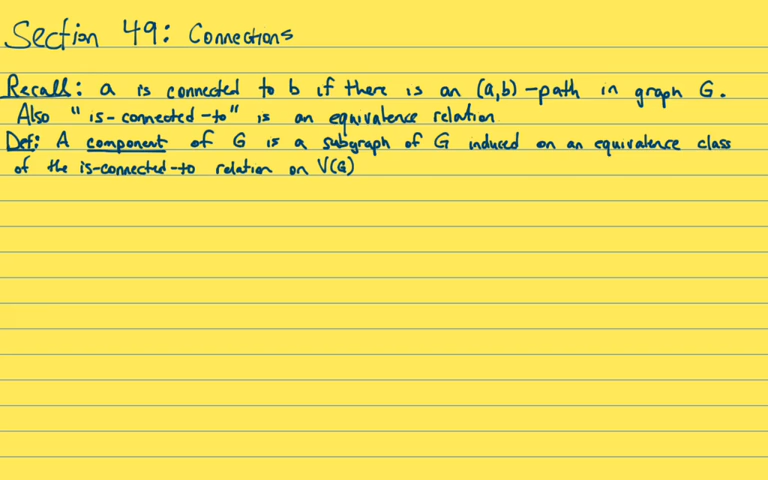 Section 49: Connections
Recall: a is connected to b if there is an (a,b)-path in graph G.
Also "is-connected-to" is an equivalence relation
Def: A component of G is a subgraph of G induced on an equivalence class
of the is-connected-to relation on V(G)